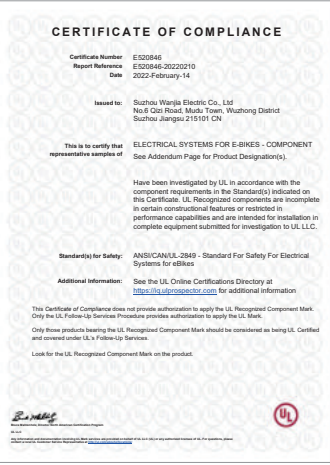 CERTIFICATE OF COMPLIANCE
Certificate Number E520846
Report Reference E520846-20220210
Date 2022-February-14
Issued to: Suzhou Wanjia Electric Co., Ltd
No.6 Qizi Road, Mudu Town, Wuzhong District
Suzhou Jiangsu 215101 CN
This is to certify that ELECTRICAL SYSTEMS FOR E-BIKES - COMPONENT
representative samples of See Addendum Page for Product Designation(s).
Have been investigated by UL in accordance with the
component requirements in the Standard(s) indicated on
this Certificate. UL Recognized components are incomplete
in certain constructional features or restricted in
performance capabilities and are intended for installation in
complete equipment submitted for investigation to UL LLC.
Standard(s) for Safety: ANSI/CAN/UL-2849 - Standard For Safety For Electrical
Systems for eBikes
Additional Information: See the UL Online Certifications Directory at
https://iq.ulprospector.com for additional information
This Certificate of Compliance does not provide authorization to apply the UL Recognized Component Mark.
Only the UL Follow-Up Services Procedure provides authorization to apply the UL Mark.
Only those products bearing the UL Recognized Component Mark should be considered as being UL Certified
and covered under UL's Follow-Up Services.
Look for the UL Recognized Component Mark on the product.
UL